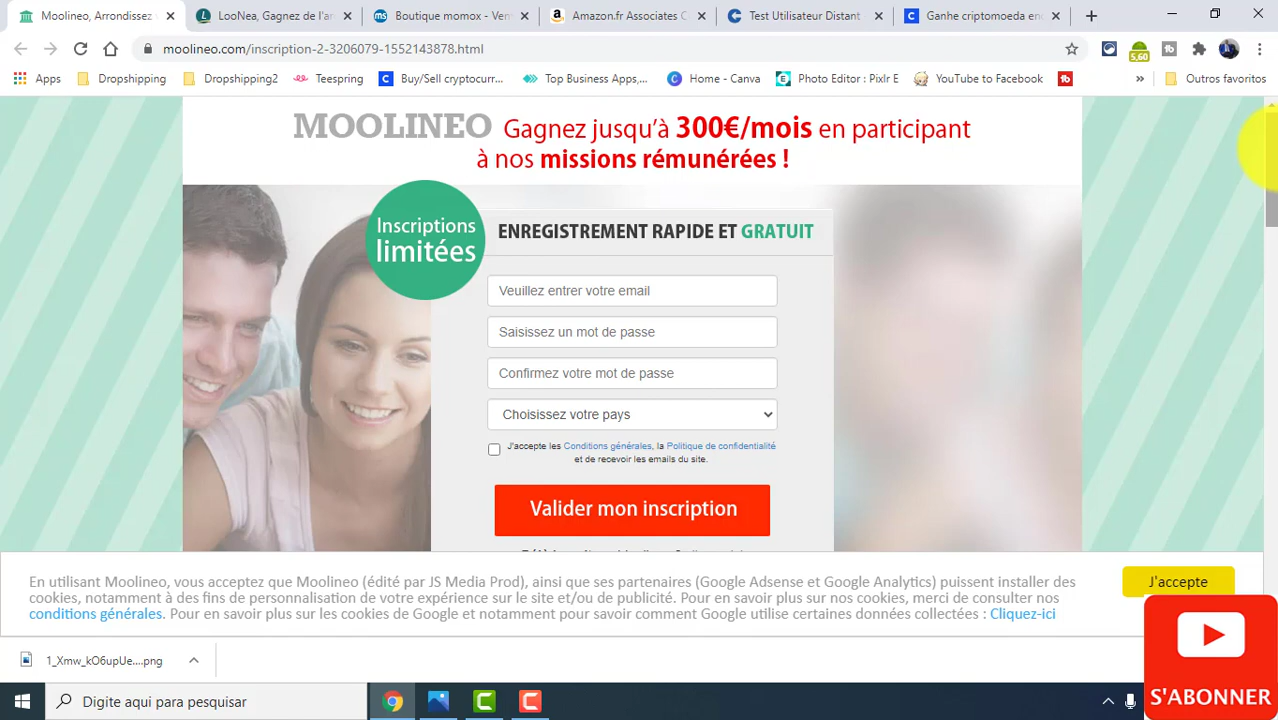 Moolineo, Arrondissez v
LooNea, Gagnez de l'ar
Boutique momox - Ven
Amazon.fr Associates C
Test Utilisateur Distant
Ganhe criptomoeda en
moolineo.com/inscription-2-3206079-1552143878.html
5,60
Apps
Dropshipping
Dropshipping2
Teespring
Buy/Sell cryptocurr...
Top Business Apps,...
Home - Canva
Photo Editor : Pixlr E
YouTube to Facebook
Outros favoritos
MOOLINEO Gagnez jusqu'à 300€/mois en participant
à nos missions rémunérées !
Inscriptions
limitées
ENREGISTREMENT RAPIDE ET GRATUIT
Veuillez entrer votre email
Saisissez un mot de passe
Confirmez votre mot de passe
Choisissez votre pays
J'accepte les Conditions générales, la Politique de confidentialité
et de recevoir les emails du site.
Valider mon inscription
En utilisant Moolineo, vous acceptez que Moolineo (édité par JS Media Prod), ainsi que ses partenaires (Google Adsense et Google Analytics) puissent installer des
cookies, notamment à des fins de personnalisation de votre expérience sur le site et/ou de publicité. Pour en savoir plus sur nos cookies, merci de consulter nos
conditions générales. Pour en savoir plus sur les cookies de Google et notamment pour savoir comment Google utilise certaines données collectées : Cliquez-ici
J'accepte
1_Xmw_kO6upUe....png
S'ABONNER
Digite aqui para pesquisar